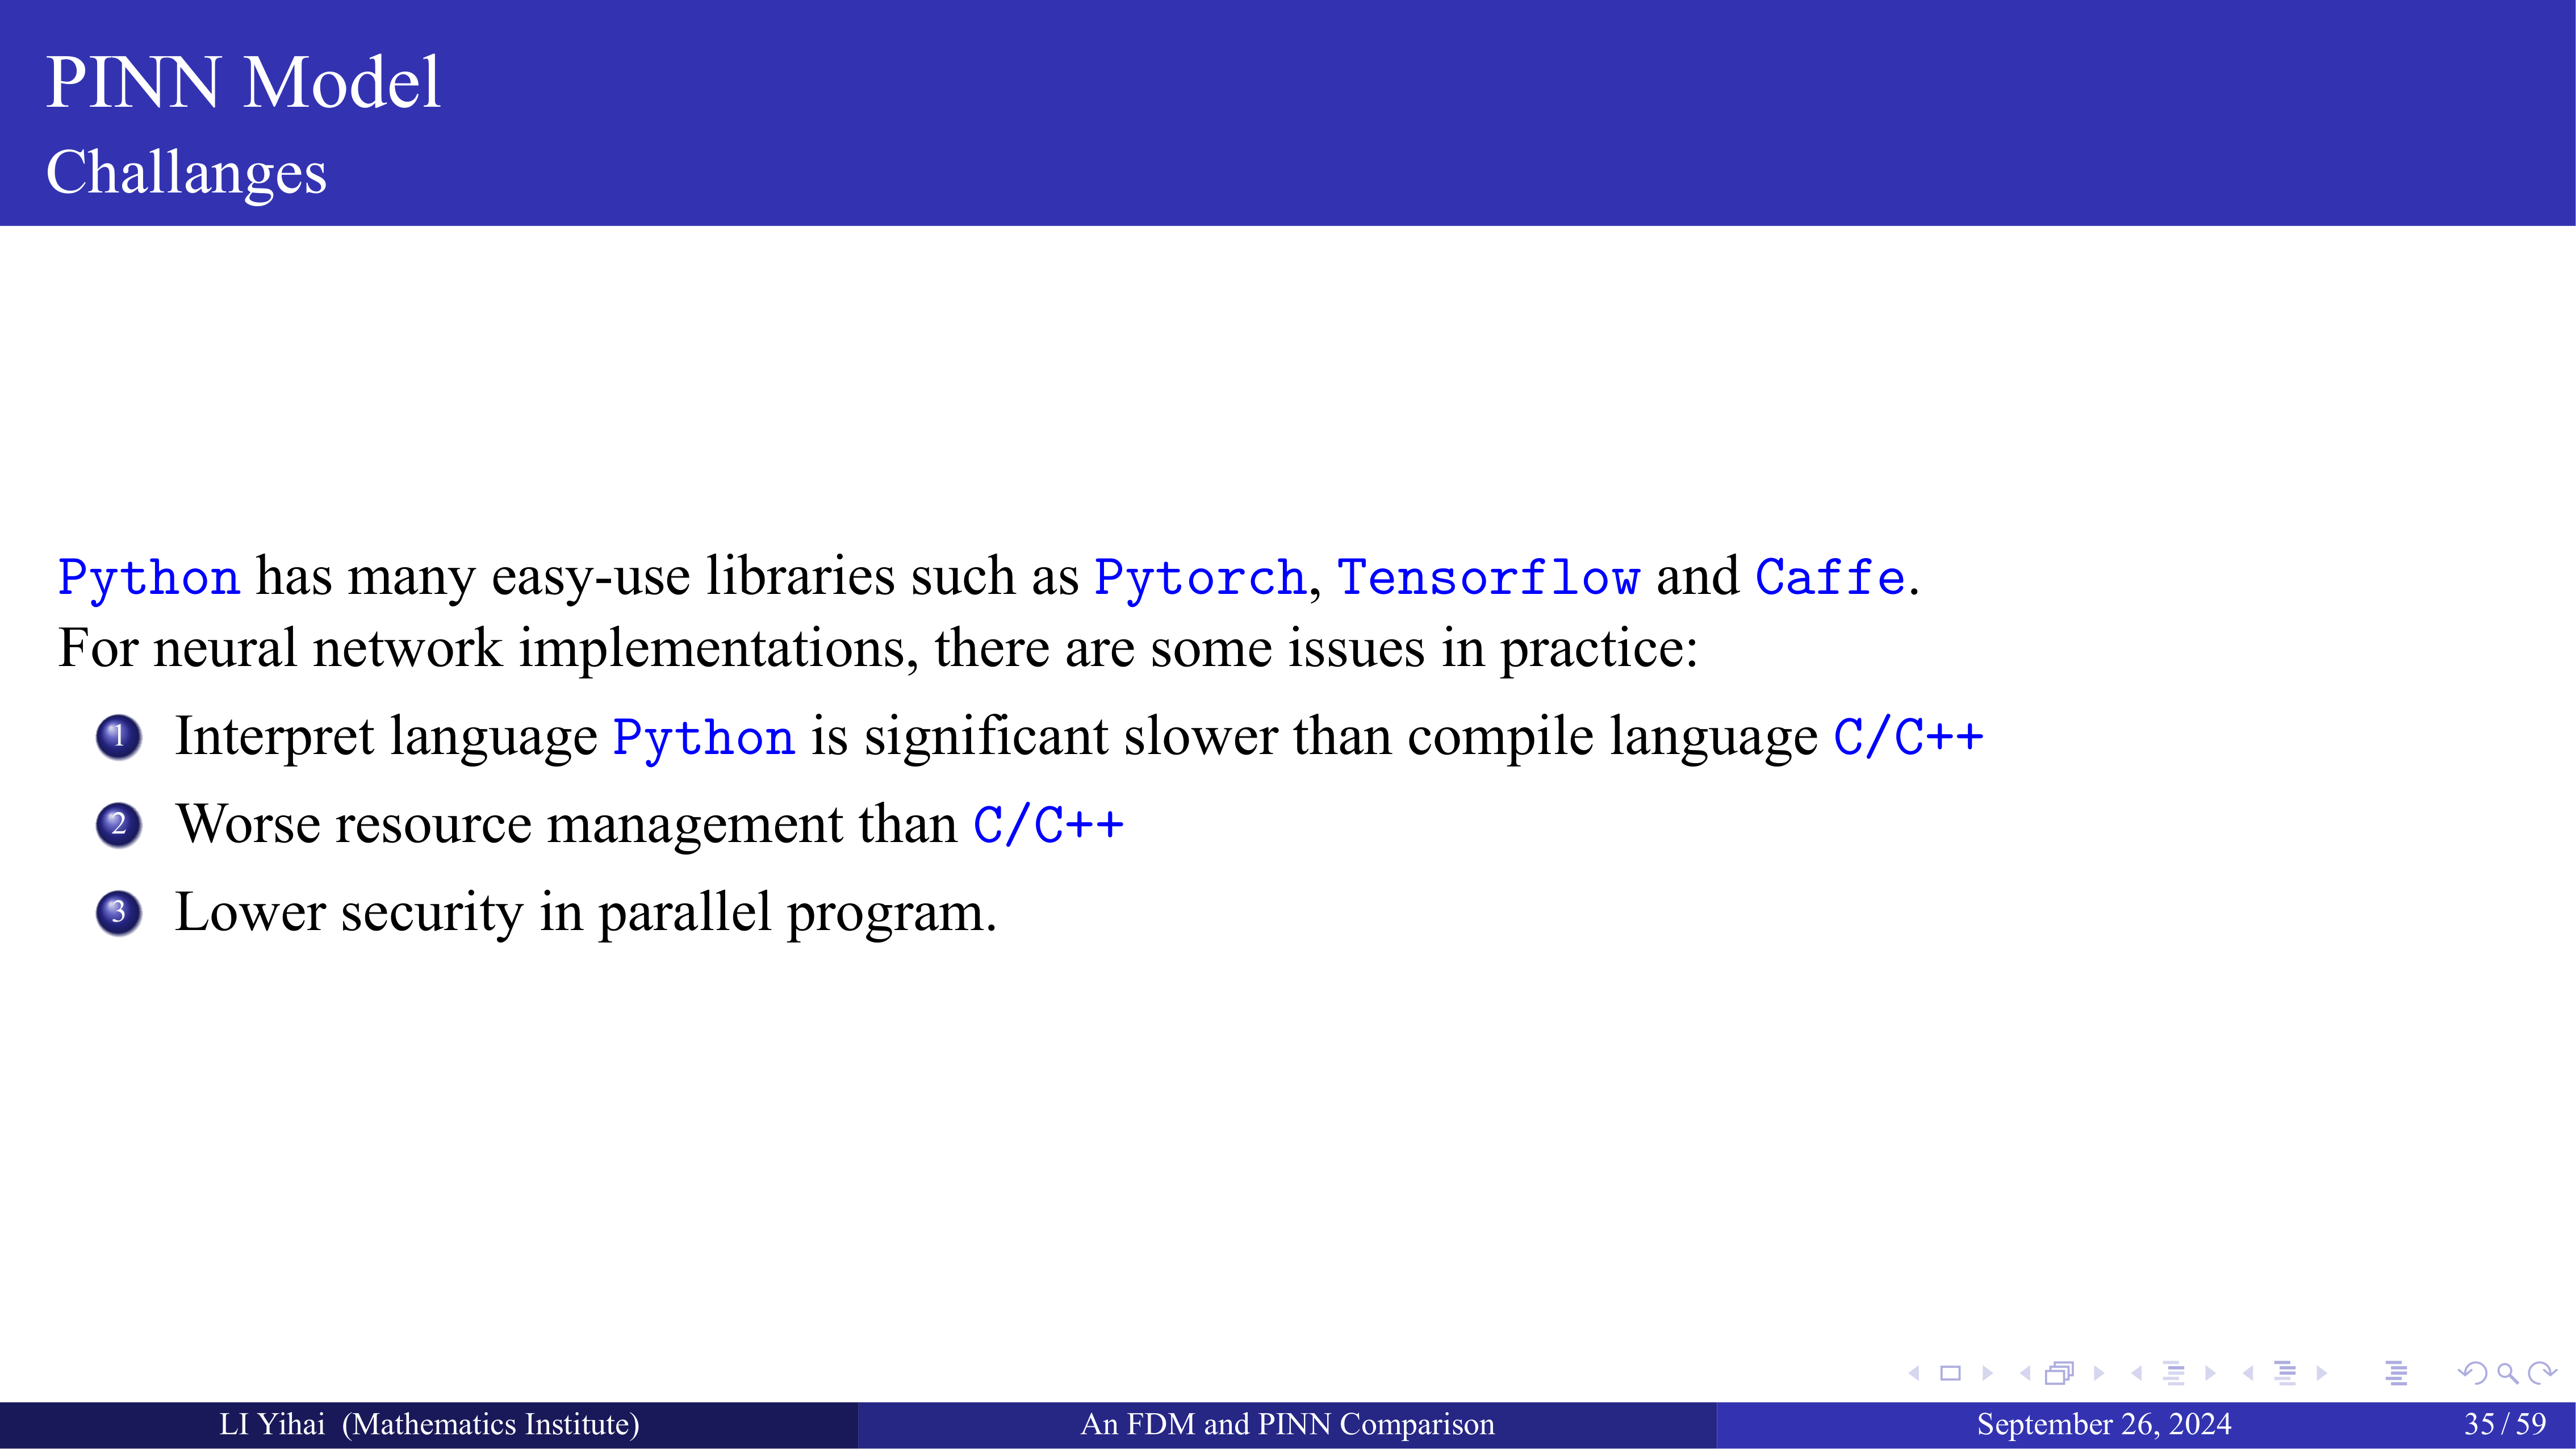 PINN Model
Challanges
Python has many easy-use libraries such as Pytorch, Tensorflow and Caffe.
For neural network implementations, there are some issues in practice:
1 Interpret language Python is significant slower than compile language C/C++
2 Worse resource management than C/C++
3 Lower security in parallel program.
LI Yihai (Mathematics Institute) An FDM and PINN Comparison September 26, 2024 35 / 59